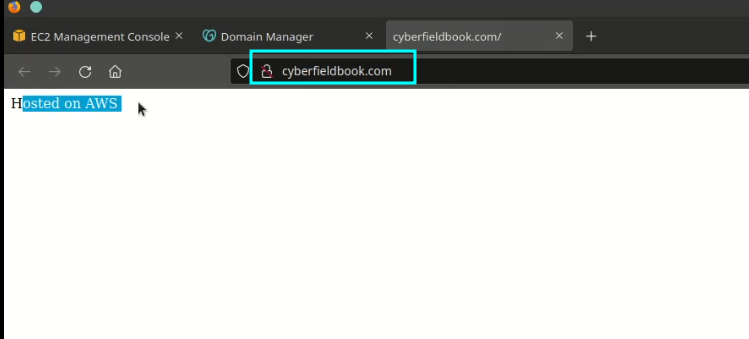 EC2 Management Console
Domain Manager
cyberfieldbook.com/
cyberfieldbook.com
Hosted on AWS